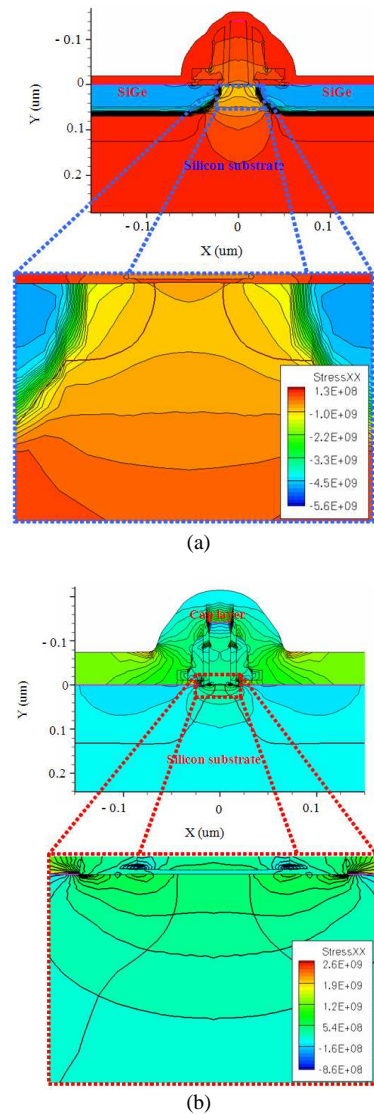 - 0.1
0
0.1
0.2
Y (um)
SiGe
SiGe
Silicon substrate
- 0.1
0
0.1
X (um)
StressXX
1.3E+08
-1.0E+09
-2.2E+09
-3.3E+09
-4.5E+09
-5.6E+09
(a)
- 0.1
0
0.1
0.2
Y (um)
Cap layer
Silicon substrate
- 0.1
0
0.1
X (um)
StressXX
2.6E+09
1.9E+09
1.2E+09
5.4E+08
-1.6E+08
-8.6E+08
(b)